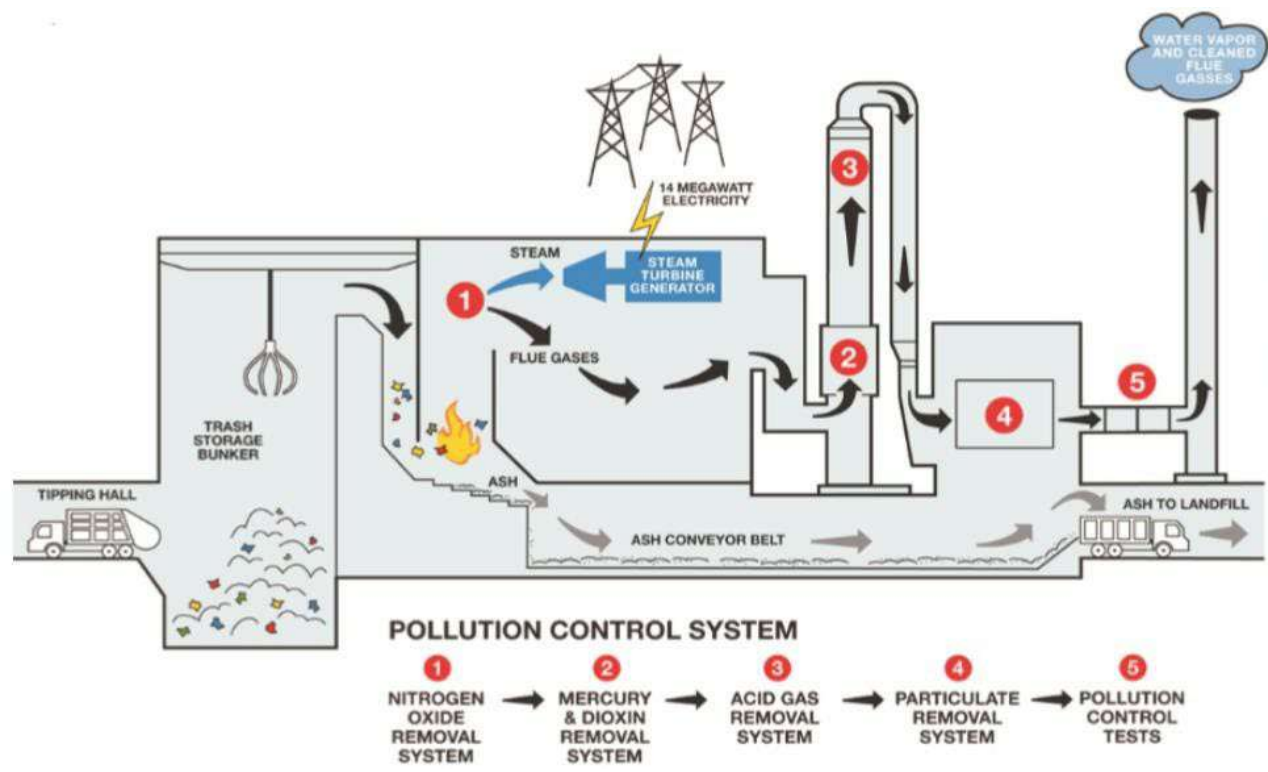 WATER VAPOR
AND CLEANED
FLUE
GASSES
14 MEGAWATT
ELECTRICITY
3
STEAM
STEAM
TURBINE
GENERATOR
1
FLUE GASES
2
5
4
TRASH
STORAGE
BUNKER
TIPPING HALL
ASH
ASH TO LANDFILL
ASH CONVEYOR BELT
POLLUTION CONTROL SYSTEM
1
NITROGEN
OXIDE
REMOVAL
SYSTEM
2
MERCURY
& DIOXIN
REMOVAL
SYSTEM
3
ACID GAS
REMOVAL
SYSTEM
4
PARTICULATE
REMOVAL
SYSTEM
5
POLLUTION
CONTROL
TESTS